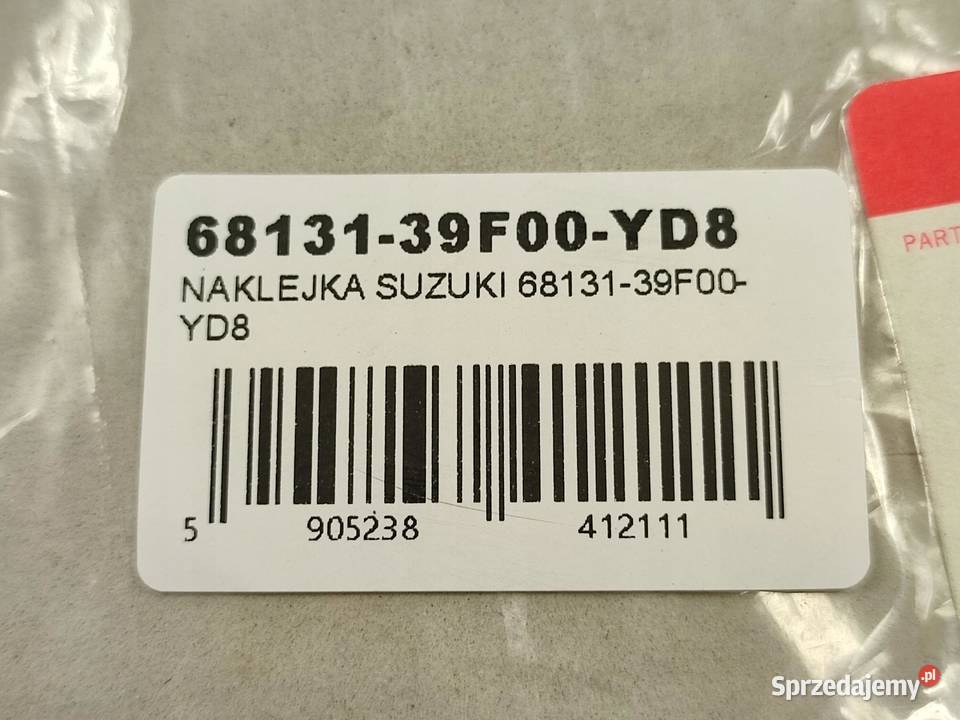 68131-39F00-YD8
NAKLEJKA SUZUKI 68131-39F00-
YD8
5 905238 412111
PART
Sprzedajemy.pl